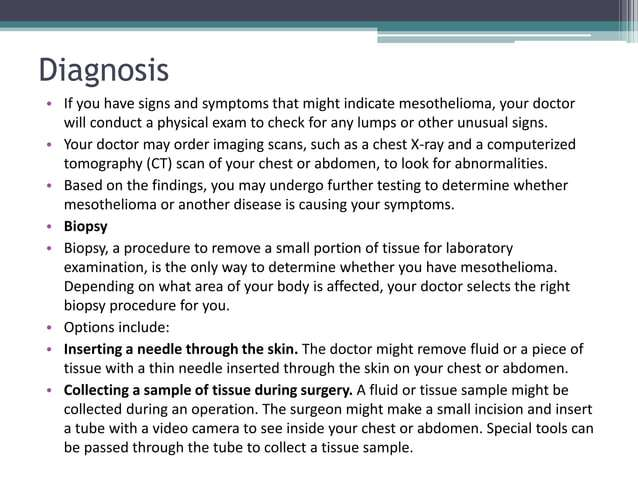 Diagnosis
• If you have signs and symptoms that might indicate mesothelioma, your doctor
will conduct a physical exam to check for any lumps or other unusual signs.
• Your doctor may order imaging scans, such as a chest X-ray and a computerized
tomography (CT) scan of your chest or abdomen, to look for abnormalities.
• Based on the findings, you may undergo further testing to determine whether
mesothelioma or another disease is causing your symptoms.
• Biopsy
• Biopsy, a procedure to remove a small portion of tissue for laboratory
examination, is the only way to determine whether you have mesothelioma.
Depending on what area of your body is affected, your doctor selects the right
biopsy procedure for you.
• Options include:
• Inserting a needle through the skin. The doctor might remove fluid or a piece of
tissue with a thin needle inserted through the skin on your chest or abdomen.
• Collecting a sample of tissue during surgery. A fluid or tissue sample might be
collected during an operation. The surgeon might make a small incision and insert
a tube with a video camera to see inside your chest or abdomen. Special tools can
be passed through the tube to collect a tissue sample.